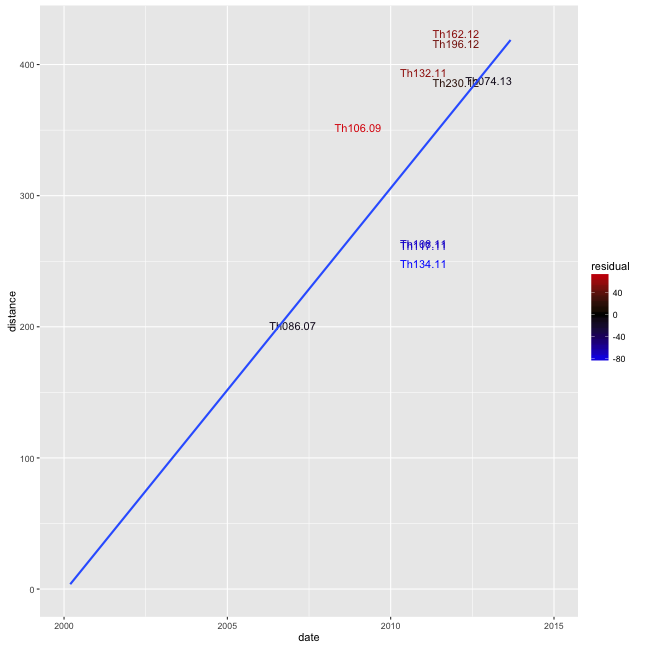 Th162.12
Th196.12
400
Th132.11
Th230.12
Th074.13
Th106.09
300
Th117.11
Th134.11
residual
40
0
-40
-80
distance
200
Th086.07
100
0
2000
2005
2010
2015
date